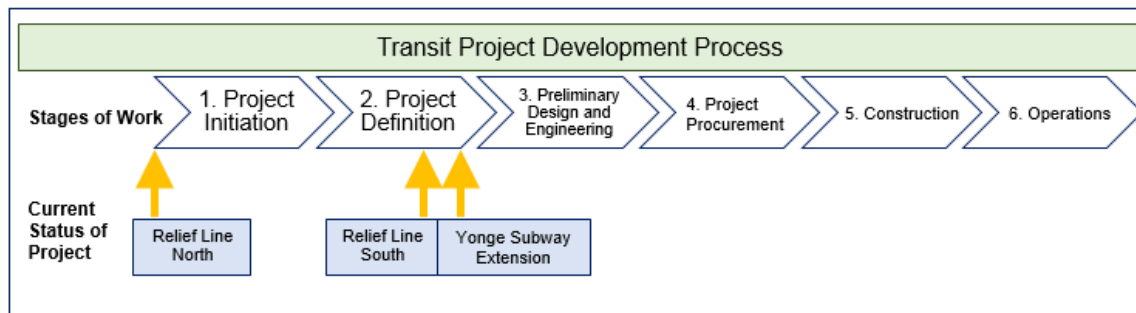 Transit Project Development Process
Stages of Work
1. Project
Initiation
2. Project
Definition
3. Preliminary
Design and
Engineering
4. Project
Procurement
5. Construction
6. Operations
Current
Status of
Project
Relief Line
North
Relief Line
South
Yonge Subway
Extension